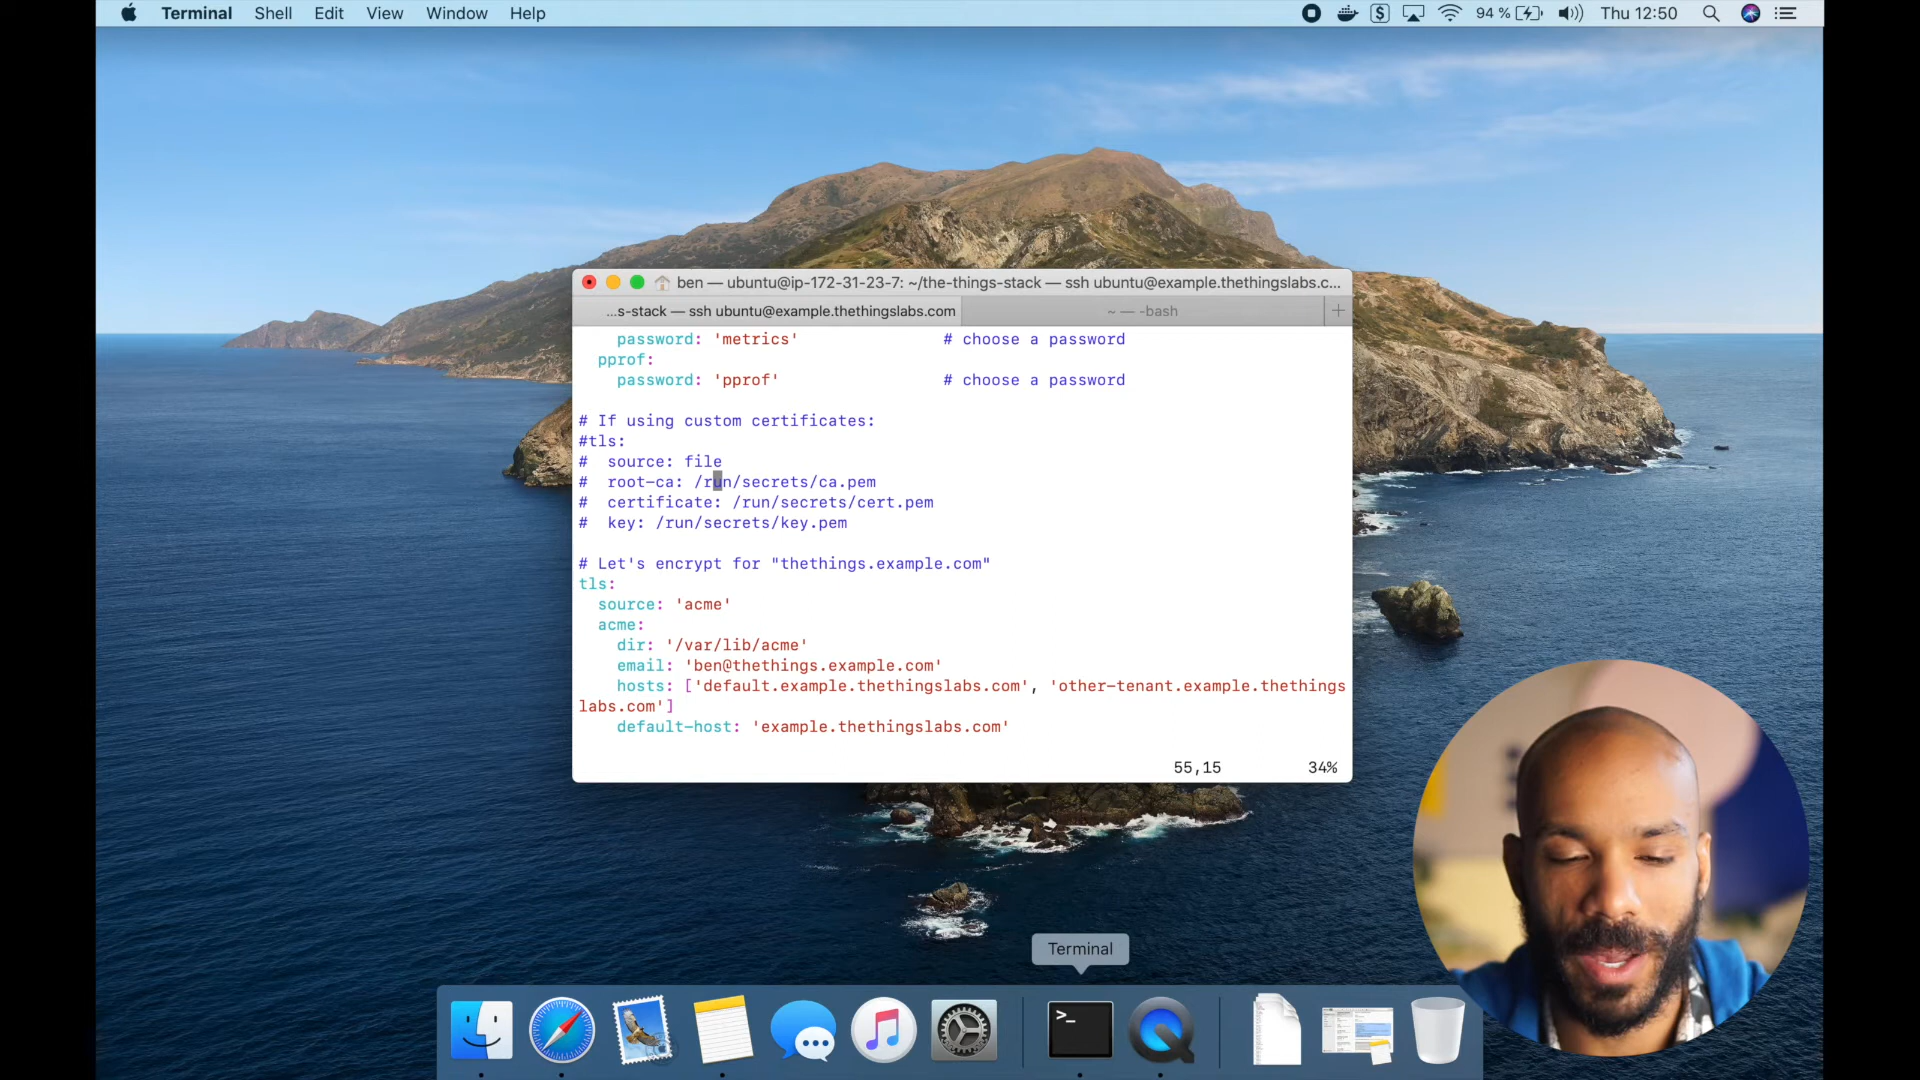 Terminal Shell Edit View Window Help 94 % Thu 12:50
ben — ubuntu@ip-172-31-23-7: ~/the-things-stack — ssh ubuntu@example.thethingslabs.c...
...s-stack — ssh ubuntu@example.thethingslabs.com ~ — -bash +
password: 'metrics' # choose a password
pprof:
password: 'pprof' # choose a password
# If using custom certificates:
#tls:
# source: file
# root-ca: /run/secrets/ca.pem
# certificate: /run/secrets/cert.pem
# key: /run/secrets/key.pem
# Let's encrypt for "thethings.example.com"
tls:
source: 'acme'
acme:
dir: '/var/lib/acme'
email: 'ben@thethings.example.com'
hosts: ['default.example.thethingslabs.com', 'other-tenant.example.thethings
labs.com']
default-host: 'example.thethingslabs.com'
55,15 34%
Terminal
>_